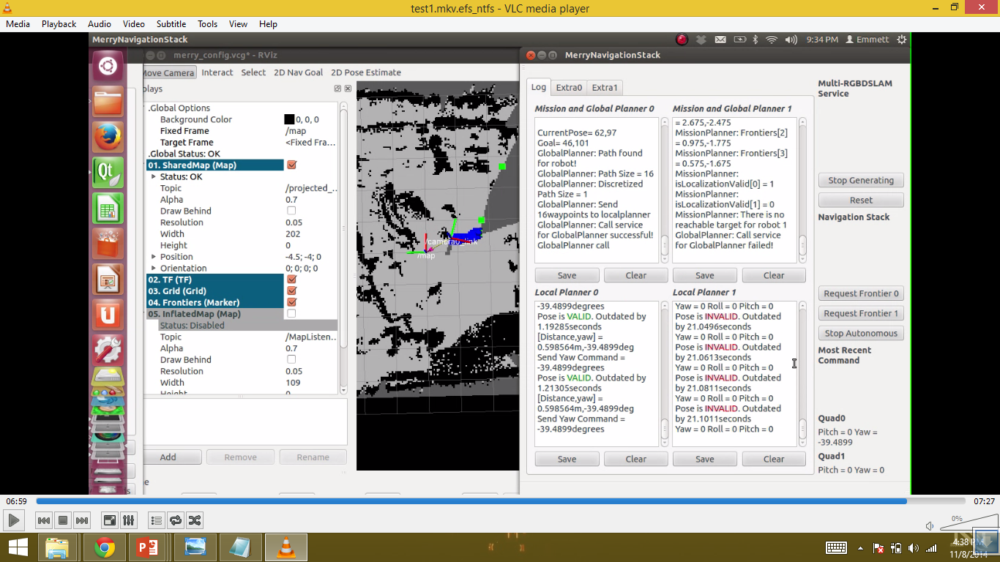 test1.mkv.efs_ntfs - VLC media player
Media Playback Audio Video Subtitle Tools View Help
MerryNavigationStack
9:34 PM Emmett
merry_config.vcg* - RViz
Move Camera Interact Select 2D Nav Goal 2D Pose Estimate
plays
.Global Options
Background Color 0, 0, 0
Fixed Frame /map
Target Frame <Fixed Fra...
.Global Status: OK
01. SharedMap (Map)
Status: OK
Topic /projected_...
Alpha 0.7
Draw Behind
Resolution 0.05
Width 202
Height 0
Position -4.5; -4; 0
Orientation 0; 0; 0; 0
02. TF (TF)
03. Grid (Grid)
04. Frontiers (Marker)
05. InflatedMap (Map)
Status: Disabled
Topic /MapListen...
Alpha 0.7
Draw Behind
Resolution 0.05
Width 109
Height 0
Add Remove Rename
/camera0_link
/map
MerryNavigationStack
Log Extra0 Extra1
Mission and Global Planner 0
CurrentPose= 62,97
Goal= 46,101
GlobalPlanner: Path found
for robot!
GlobalPlanner: Path Size = 16
GlobalPlanner: Discretized
Path Size = 1
GlobalPlanner: Send
16waypoints to localplanner
GlobalPlanner: Call service
for GlobalPlanner successful!
GlobalPlanner call
Save Clear
Mission and Global Planner 1
= 2.675,-2.475
MissionPlanner: Frontiers[2]
= 0.975,-1.775
MissionPlanner: Frontiers[3]
= 0.575,-1.675
MissionPlanner:
isLocalizationValid[0] = 1
MissionPlanner:
isLocalizationValid[1] = 0
MissionPlanner: There is no
reachable target for robot 1
GlobalPlanner: Call service
for GlobalPlanner failed!
Save Clear
Local Planner 0
-39.4899degrees
Pose is VALID. Outdated by
1.19285seconds
[Distance,yaw] =
0.598564m,-39.4899deg
Send Yaw Command =
-39.4899degrees
Pose is VALID. Outdated by
1.21305seconds
[Distance,yaw] =
0.598564m,-39.4899deg
Send Yaw Command =
-39.4899degrees
Save Clear
Local Planner 1
Yaw = 0 Roll = 0 Pitch = 0
Pose is INVALID. Outdated
by 21.0496seconds
Yaw = 0 Roll = 0 Pitch = 0
Pose is INVALID. Outdated
by 21.0613seconds
Yaw = 0 Roll = 0 Pitch = 0
Pose is INVALID. Outdated
by 21.0811seconds
Yaw = 0 Roll = 0 Pitch = 0
Pose is INVALID. Outdated
by 21.1011seconds
Yaw = 0 Roll = 0 Pitch = 0
Save Clear
Multi-RGBDSLAM
Service
Stop Generating
Reset
Navigation Stack
Request Frontier 0
Request Frontier 1
Stop Autonomous
Most Recent
Command
Quad0
Pitch = 0 Yaw =
-39.4899
Quad1
Pitch = 0 Yaw = 0
06:59
07:27
0%
4:38 PM
11/8/2014